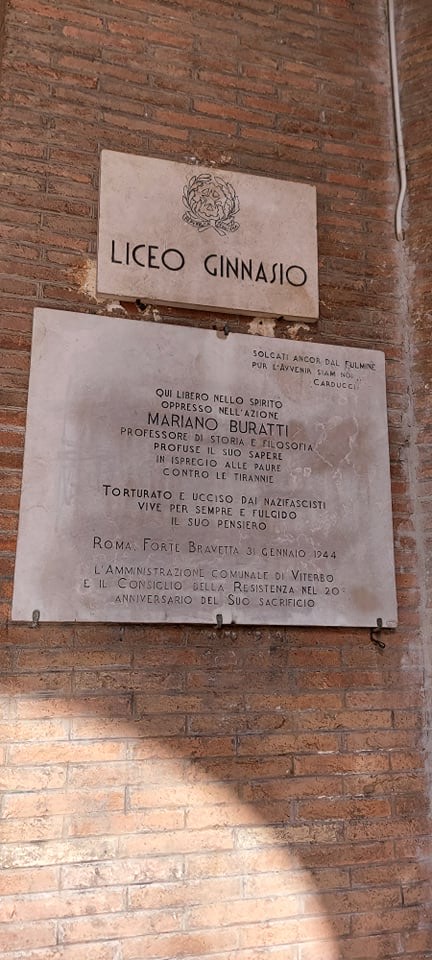 LICEO GINNASIO
SOLCATI ANCOR DAL FULMINE
PUR L'AVVENIR SIAM NOI..
CARDUCCI
QUI LIBERO NELLO SPIRITO
OPPRESSO NELL'AZIONE
MARIANO BURATTI
PROFESSORE DI STORIA E FILOSOFIA
PROFUSE IL SUO SAPERE
IN ISPREGIO ALLE PAURE
CONTRO LE TIRANNIE
TORTURATO E UCCISO DAI NAZIFASCISTI
VIVE PER SEMPRE E FULGIDO
IL SUO PENSIERO
ROMA. FORTE BRAVETTA 31 GENNAIO 1944
L'AMMINISTRAZIONE COMUNALE DI VITERBO
E IL CONSIGLIO DELLA RESISTENZA NEL 20°
ANNIVERSARIO DEL SUO SACRIFICIO